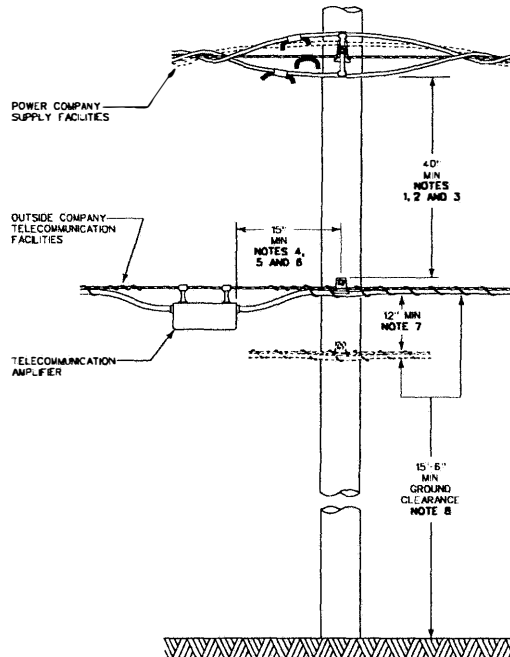 POWER COMPANY
SUPPLY FACILITIES
40"
MIN
NOTES
1, 2 AND 3
OUTSIDE COMPANY
TELECOMMUNICATION
FACILITIES
15"
MIN
NOTES 4,
5 AND 6
12" MIN
NOTE 7
TELECOMMUNICATION
AMPLIFIER
15'-6"
MIN
GROUND
CLEARANCE
NOTE 8